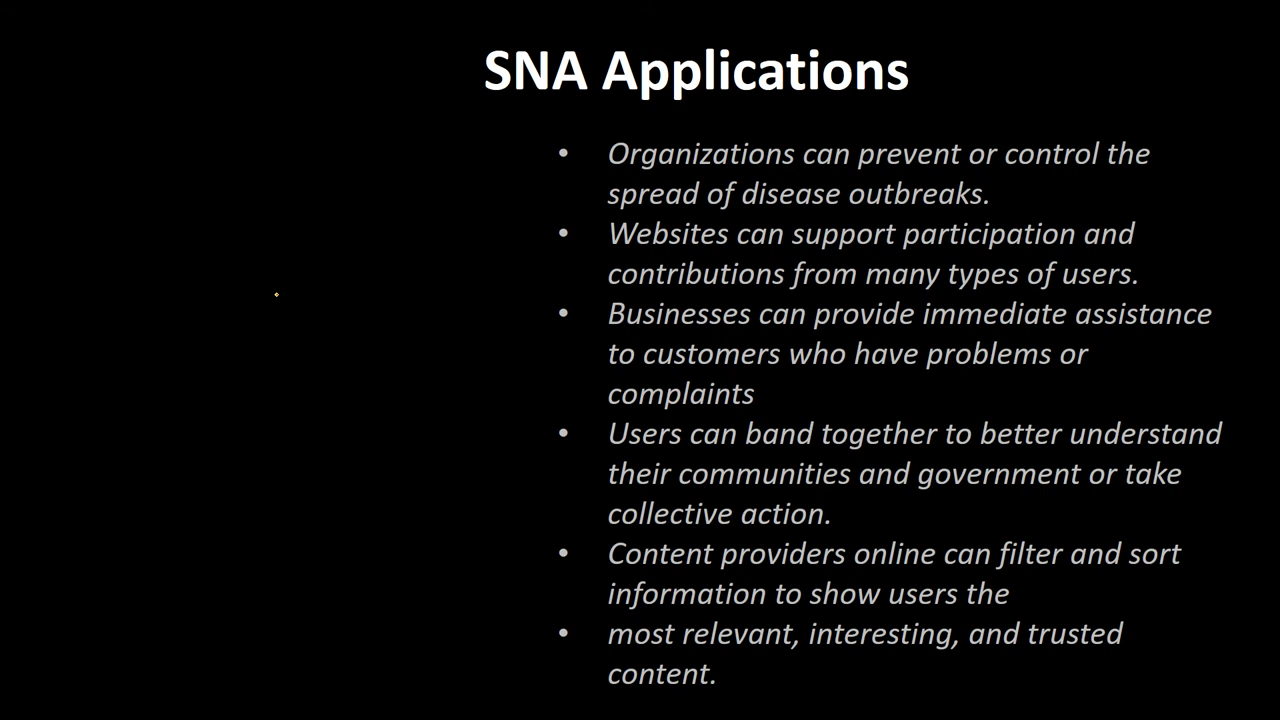 SNA Applications
• Organizations can prevent or control the
spread of disease outbreaks.
• Websites can support participation and
contributions from many types of users.
• Businesses can provide immediate assistance
to customers who have problems or
complaints
• Users can band together to better understand
their communities and government or take
collective action.
• Content providers online can filter and sort
information to show users the
• most relevant, interesting, and trusted
content.